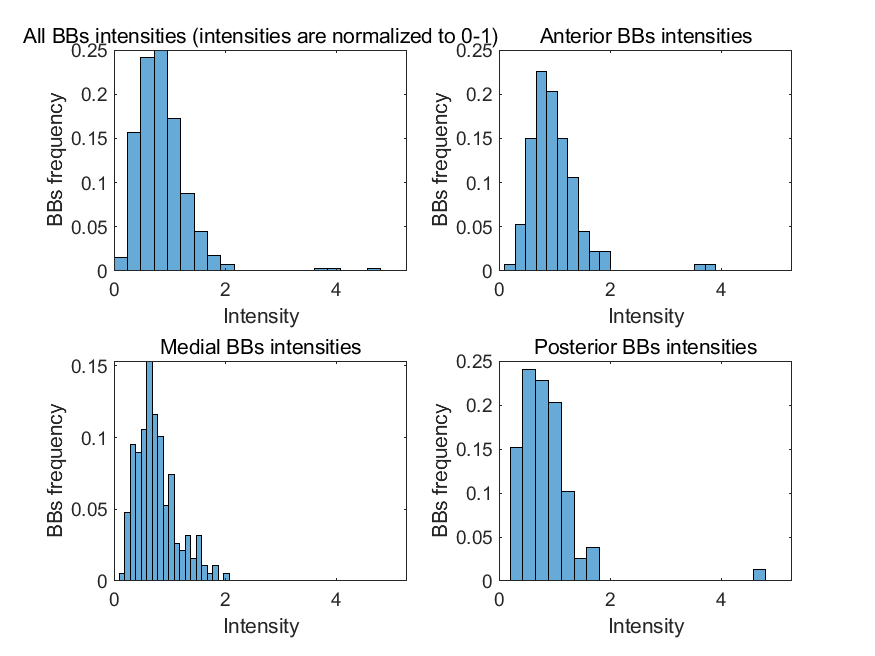 All BBs intensities (intensities are normalized to 0-1)
BBs frequency
0.25
0.2
0.15
0.1
0.05
0
0 2 4
Intensity
Anterior BBs intensities
BBs frequency
0.25
0.2
0.15
0.1
0.05
0
0 2 4
Intensity
Medial BBs intensities
BBs frequency
0.15
0.1
0.05
0
0 2 4
Intensity
Posterior BBs intensities
BBs frequency
0.25
0.2
0.15
0.1
0.05
0
0 2 4
Intensity